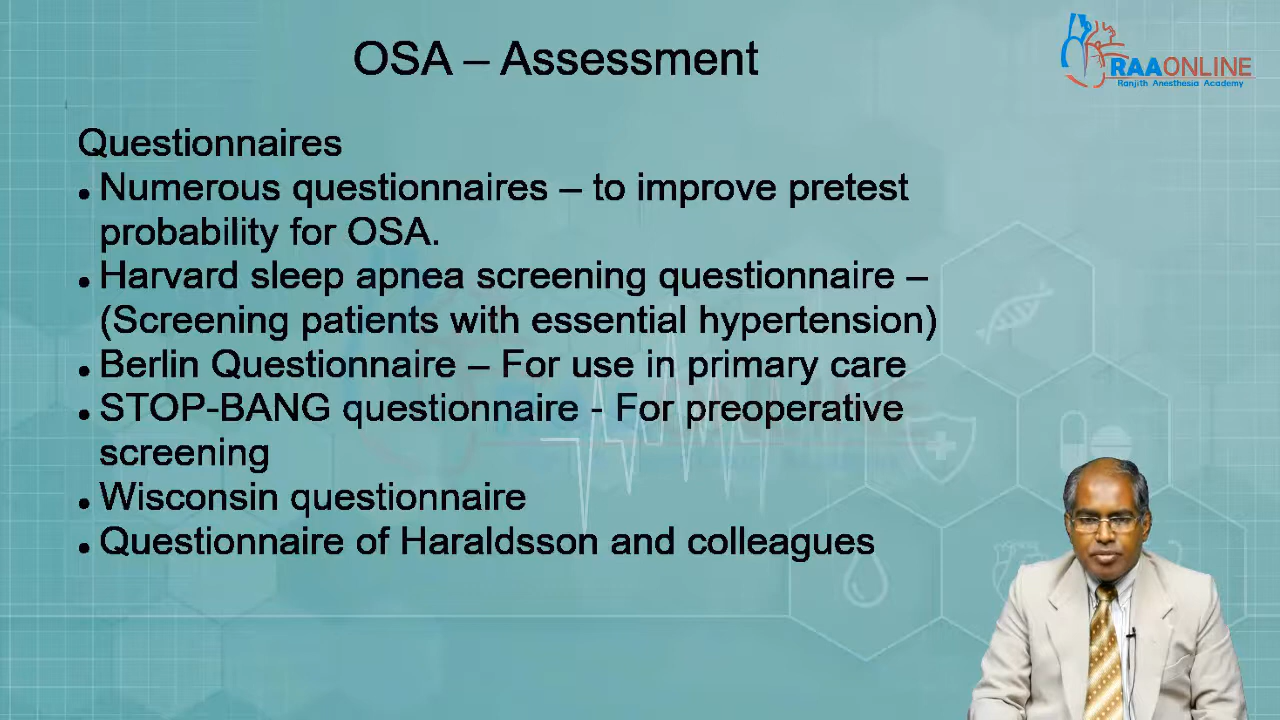 OSA – Assessment
RAAONLINE
Ranjith Anesthesia Academy
Questionnaires
• Numerous questionnaires – to improve pretest
probability for OSA.
• Harvard sleep apnea screening questionnaire –
(Screening patients with essential hypertension)
• Berlin Questionnaire – For use in primary care
• STOP-BANG questionnaire - For preoperative
screening
• Wisconsin questionnaire
• Questionnaire of Haraldsson and colleagues